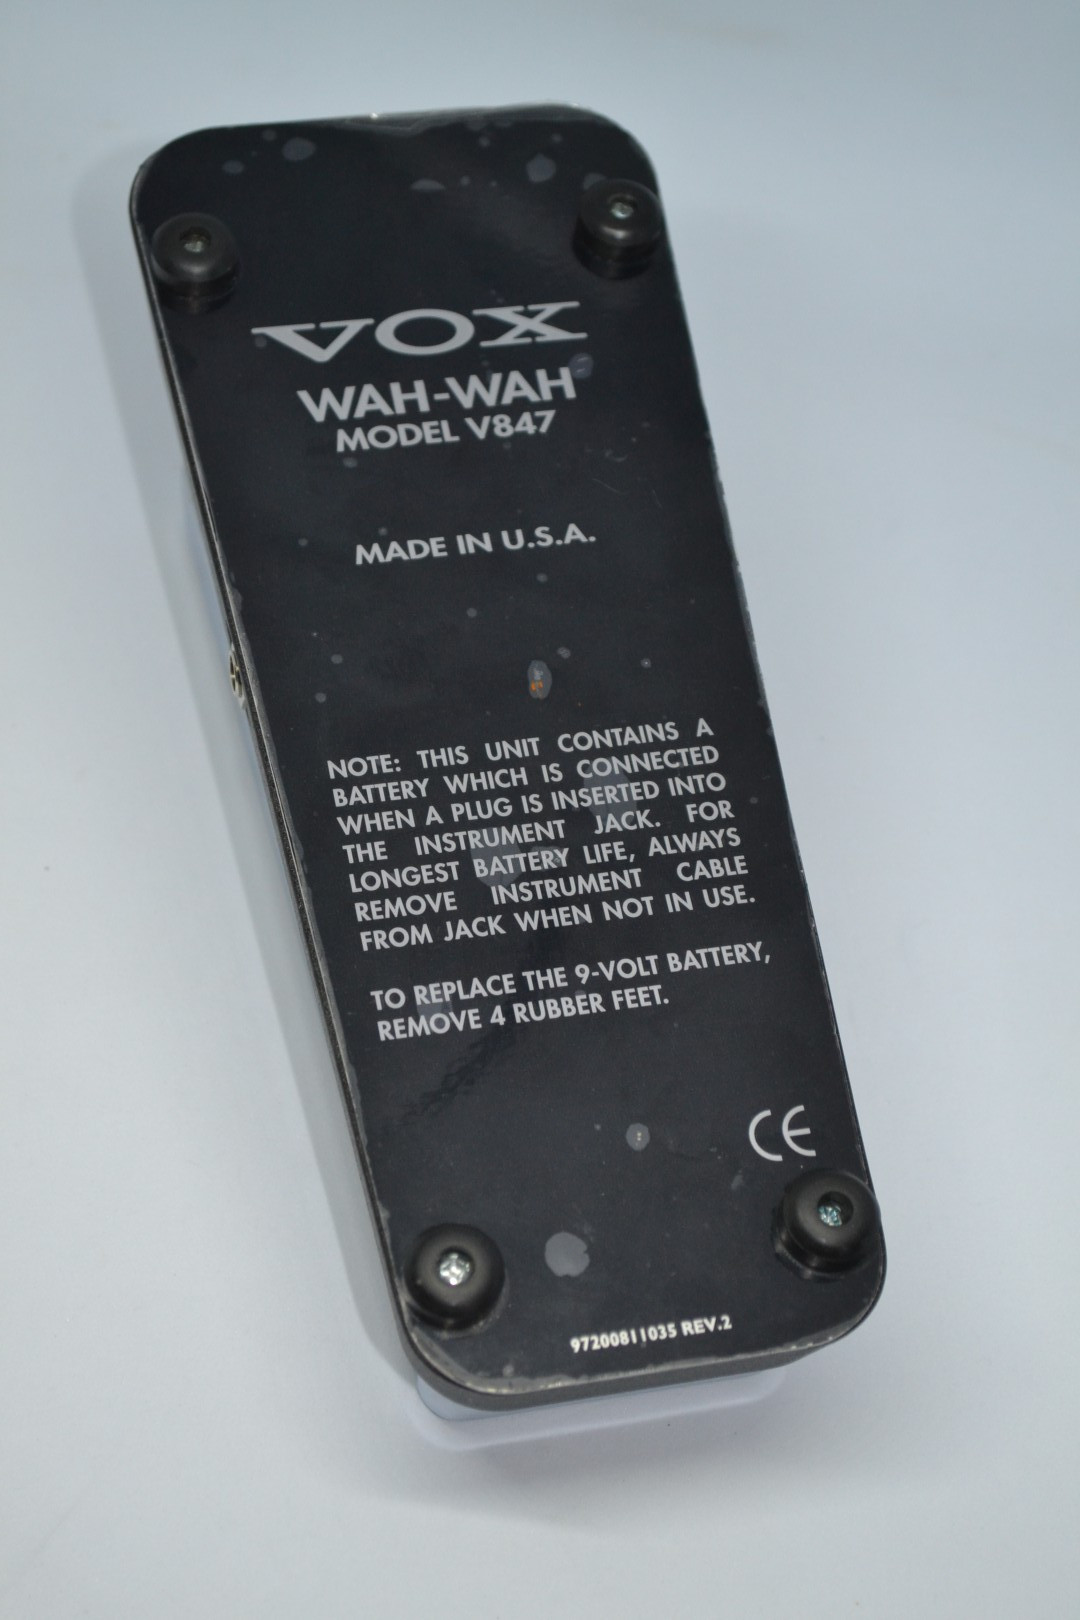 VOX
WAH-WAH
MODEL V847
MADE IN U.S.A.
NOTE: THIS UNIT CONTAINS A
BATTERY WHICH IS CONNECTED
WHEN A PLUG IS INSERTED INTO
THE INSTRUMENT JACK. FOR
LONGEST BATTERY LIFE, ALWAYS
REMOVE INSTRUMENT CABLE
FROM JACK WHEN NOT IN USE.
TO REPLACE THE 9-VOLT BATTERY,
REMOVE 4 RUBBER FEET.
CE
97200811035 REV.2